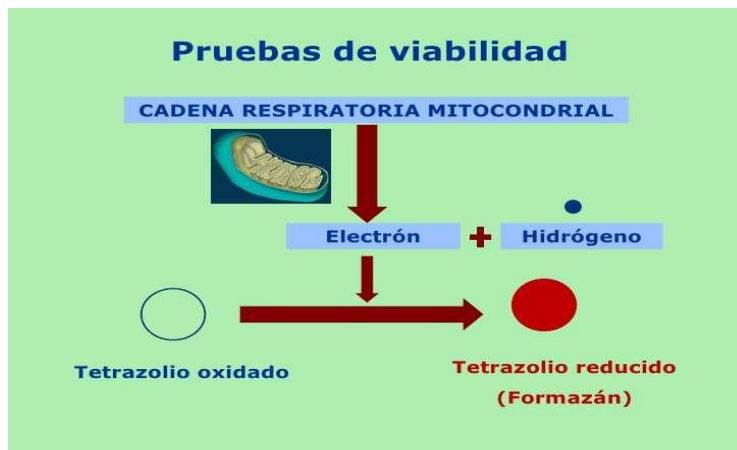 Pruebas de viabilidad
CADENA RESPIRATORIA MITOCONDRIAL
Electrón + Hidrógeno
Tetrazolio oxidado
Tetrazolio reducido
(Formazán)